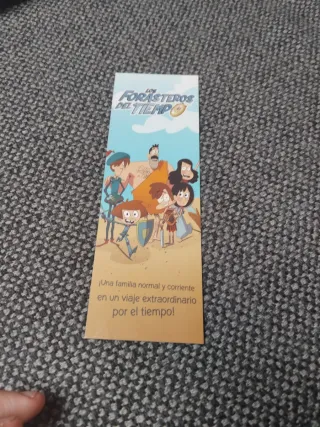 LOS
FORASTEROS
DEL TIEMPO
¡Una familia normal y corriente
en un viaje extraordinario
por el tiempo!